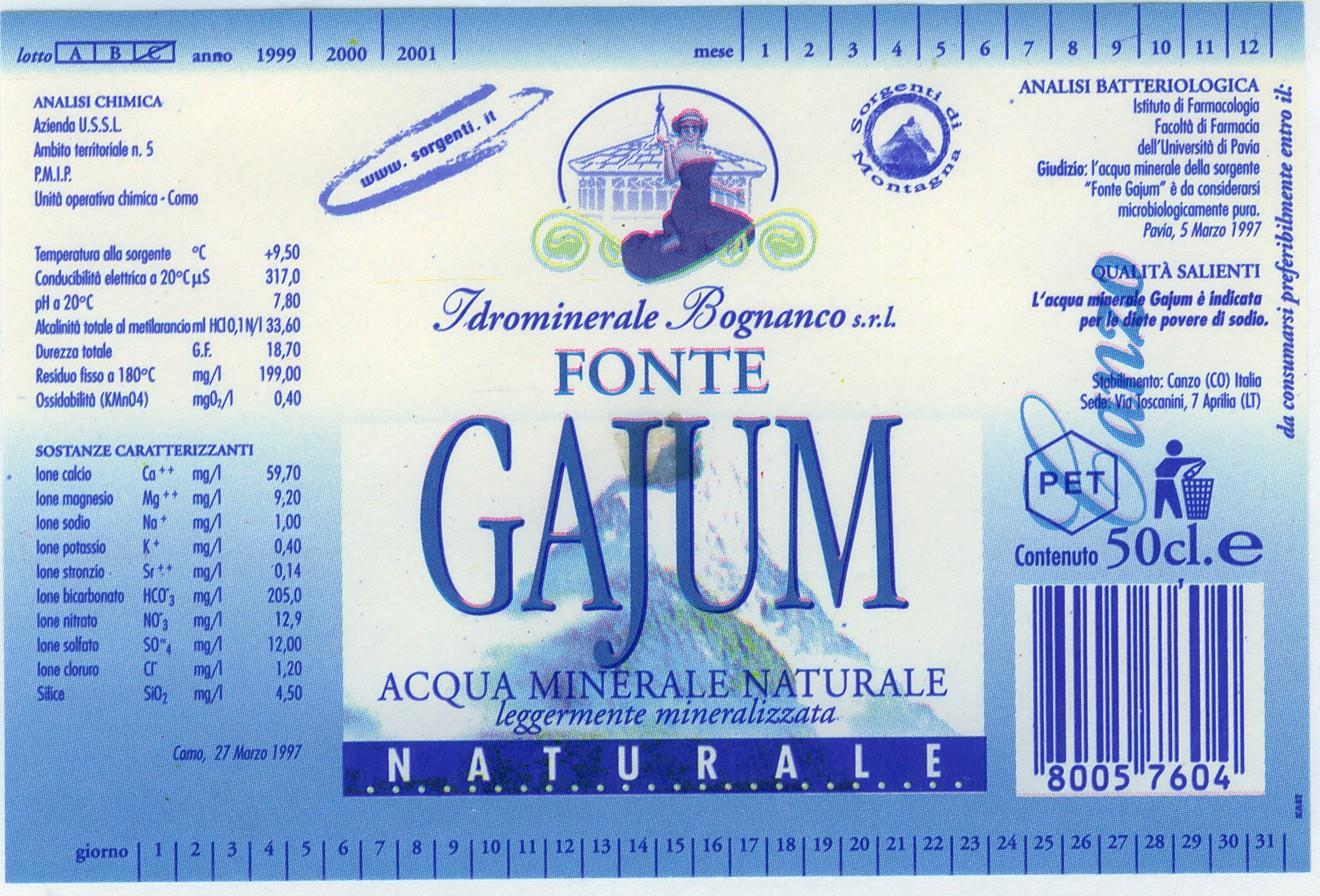 lotto A B C anno 1999 2000 2001
mese 1 2 3 4 5 6 7 8 9 10 11 12
ANALISI CHIMICA
Azienda U.S.S.L.
Ambito territoriale n. 5
P.M.I.P.
Unità operativa chimica - Como
Temperatura alla sorgente °C +9,50
Conducibilità elettrica a 20°C µS 317,0
pH a 20°C 7,80
Alcalinità totale al metilarancio ml HCl 0,1 N/l 33,60
Durezza totale G.F. 18,70
Residuo fisso a 180°C mg/l 199,00
Ossidabilità (KMnO4) mgO₂/l 0,40
SOSTANZE CARATTERIZZANTI
Ione calcio Ca++ mg/l 59,70
Ione magnesio Mg++ mg/l 9,20
Ione sodio Na+ mg/l 1,00
Ione potassio K+ mg/l 0,40
Ione stronzio Sr++ mg/l 0,14
Ione bicarbonato HCO⁻₃ mg/l 205,0
Ione nitrato NO⁻₃ mg/l 12,9
Ione solfato SO⁼₄ mg/l 12,00
Ione cloruro Cl⁻ mg/l 1,20
Silice SiO₂ mg/l 4,50
Como, 27 Marzo 1997
www. sorgenti. it
Sorgenti di
Montagna
Idrominerale Bognanco s.r.l.
FONTE
GAJUM
ACQUA MINERALE NATURALE
leggermente mineralizzata
NATURALE
ANALISI BATTERIOLOGICA
Istituto di Farmacologia
Facoltà di Farmacia
dell'Università di Pavia
Giudizio: l'acqua minerale della sorgente
"Fonte Gajum" è da considerarsi
microbiologicamente pura.
Pavia, 5 Marzo 1997
QUALITÀ SALIENTI
L'acqua minerale Gajum è indicata
per le diete povere di sodio.
Stabilimento: Canzo (CO) Italia
Sede: Via Toscanini, 7 Aprilia (LT)
Canzo
da consumarsi preferibilmente entro il:
PET
Contenuto 50cl. e
8005 7604
KAST
giorno 1 2 3 4 5 6 7 8 9 10 11 12 13 14 15 16 17 18 19 20 21 22 23 24 25 26 27 28 29 30 31